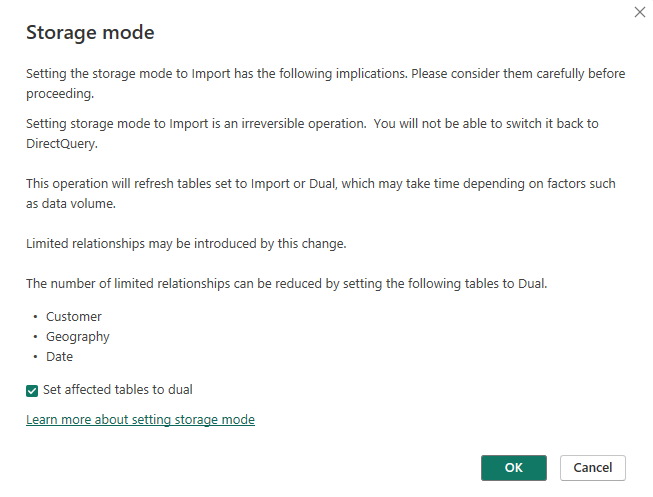 Storage mode
Setting the storage mode to Import has the following implications. Please consider them carefully before
proceeding.
Setting storage mode to Import is an irreversible operation.  You will not be able to switch it back to
DirectQuery.
This operation will refresh tables set to Import or Dual, which may take time depending on factors such
as data volume.
Limited relationships may be introduced by this change.
The number of limited relationships can be reduced by setting the following tables to Dual.
• Customer
• Geography
• Date
Set affected tables to dual
Learn more about setting storage mode
OK Cancel